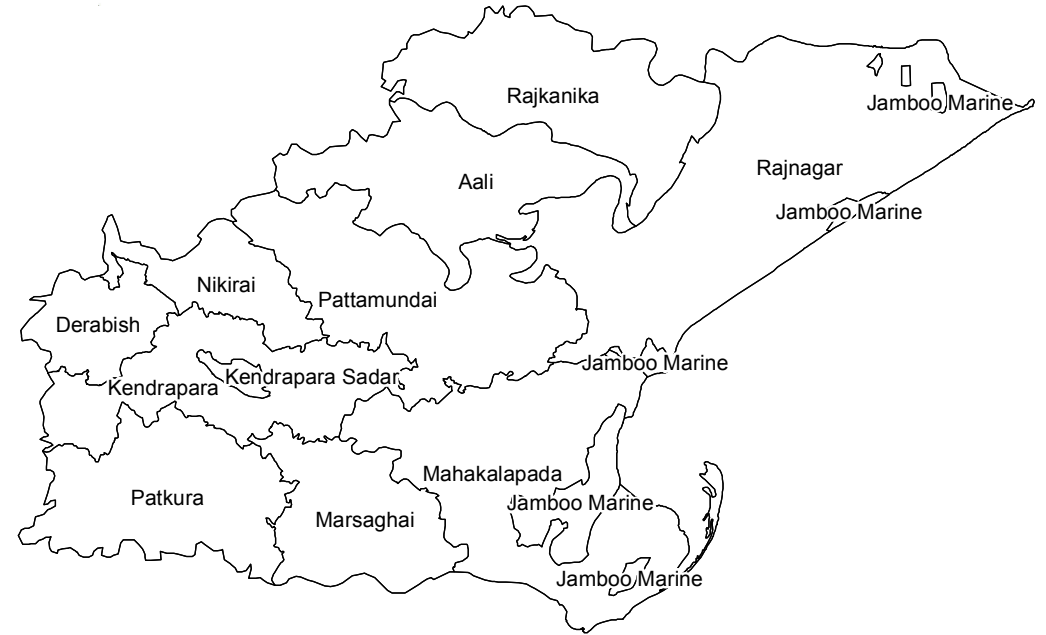 Rajkanika
Jamboo Marine
Rajnagar
Aali
Jamboo Marine
Nikirai
Pattamundai
Derabish
Jamboo Marine
Kendrapara Sadar
Kendrapara
Mahakalapada
Patkura
Jamboo Marine
Marsaghai
Jamboo Marine